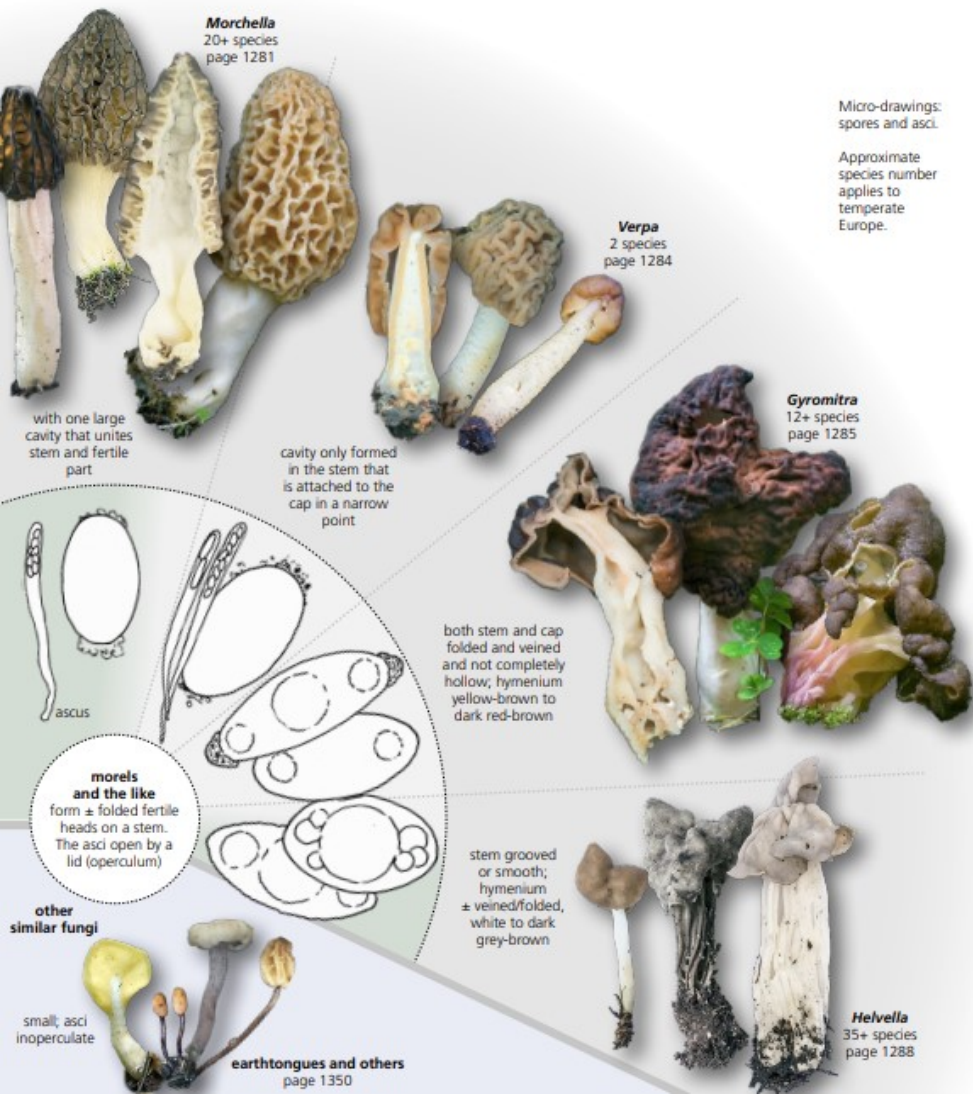 Morchella
20+ species
page 1281
Micro-drawings:
spores and asci.
Approximate
species number
applies to
temperate
Europe.
Verpa
2 species
page 1284
Gyromitra
12+ species
page 1285
with one large
cavity that unites
stem and fertile
part
cavity only formed
in the stem that
is attached to the
cap in a narrow
point
both stem and cap
folded and veined
and not completely
hollow; hymenium
yellow-brown to
dark red-brown
ascus
morels
and the like
form ± folded fertile
heads on a stem.
The asci open by a
lid (operculum)
stem grooved
or smooth;
hymenium
± veined/folded,
white to dark
grey-brown
Helvella
35+ species
page 1288
other
similar fungi
small; asci
inoperculate
earthtongues and others
page 1350